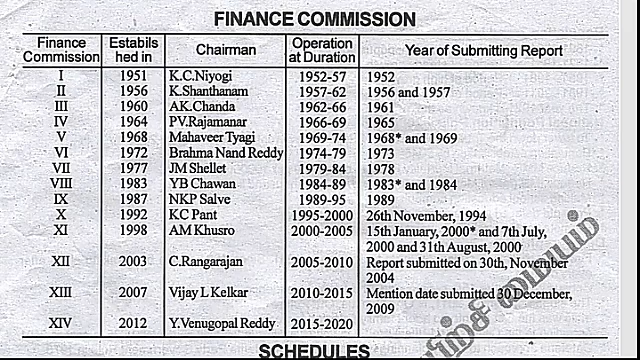 FINANCE COMMISSION
Finance Commission Establis hed in Chairman Operation at Duration Year of Submitting Report
I 1951 K.C.Niyogi 1952-57 1952
II 1956 K.Shanthanam 1957-62 1956 and 1957
III 1960 AK.Chanda 1962-66 1961
IV 1964 PV.Rajamanar 1966-69 1965
V 1968 Mahaveer Tyagi 1969-74 1968* and 1969
VI 1972 Brahma Nand Reddy 1974-79 1973
VII 1977 JM Shellet 1979-84 1978
VIII 1983 YB Chawan 1984-89 1983* and 1984
IX 1987 NKP Salve 1989-95 1989
X 1992 KC Pant 1995-2000 26th November, 1994
XI 1998 AM Khusro 2000-2005 15th January, 2000* and 7th July,
2000 and 31th August, 2000
XII 2003 C.Rangarajan 2005-2010 Report submitted on 30th, November
2004
XIII 2007 Vijay L Kelkar 2010-2015 Mention date submitted 30 December,
2009
XIV 2012 Y.Venugopal Reddy 2015-2020
மையம்
SCHEDULES